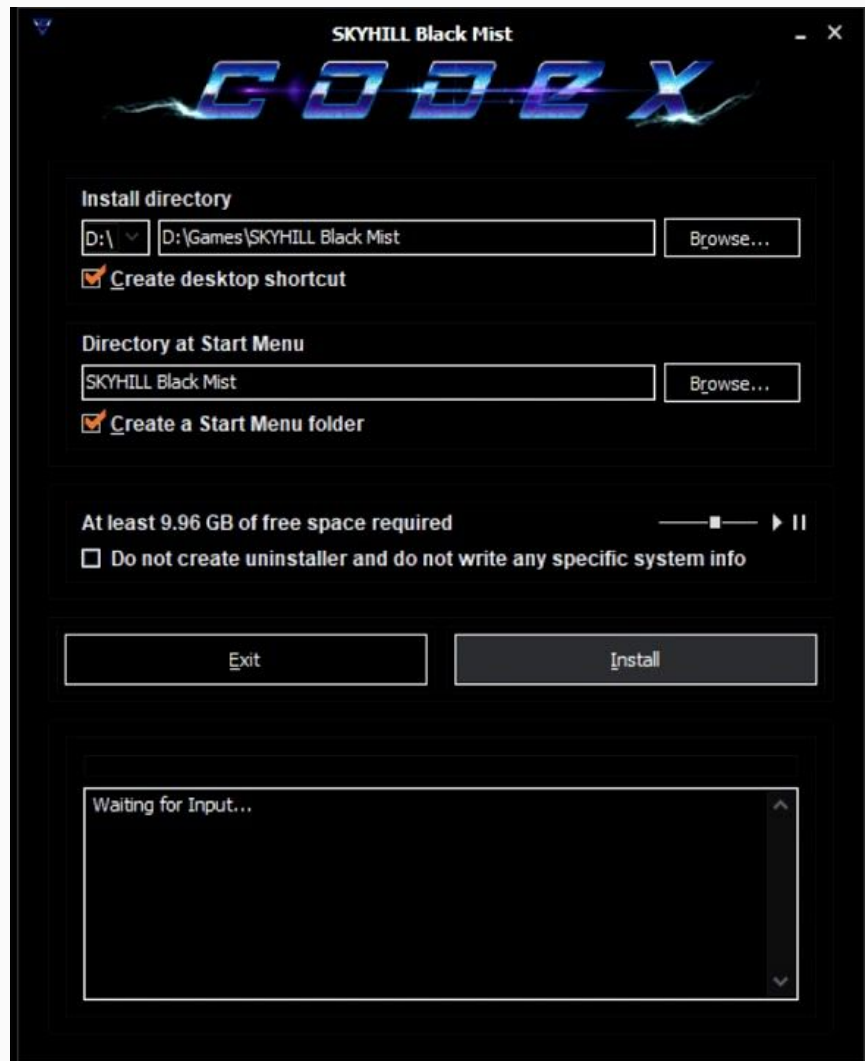 SKYHILL Black Mist
CODEX
Install directory
D:\ D:\Games\SKYHILL Black Mist Browse...
Create desktop shortcut
Directory at Start Menu
SKYHILL Black Mist Browse...
Create a Start Menu folder
At least 9.96 GB of free space required
Do not create uninstaller and do not write any specific system info
Exit Install
Waiting for Input...